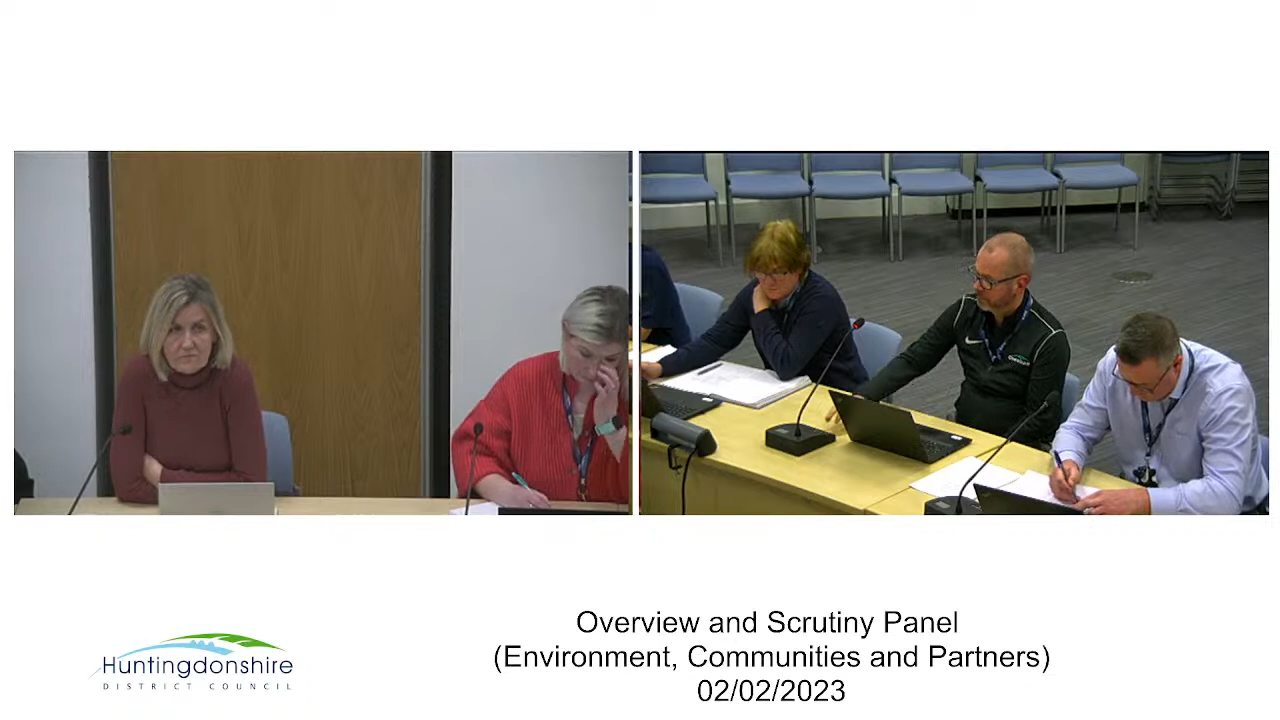 Huntingdonshire
DISTRICT COUNCIL
Overview and Scrutiny Panel
(Environment, Communities and Partners)
02/02/2023